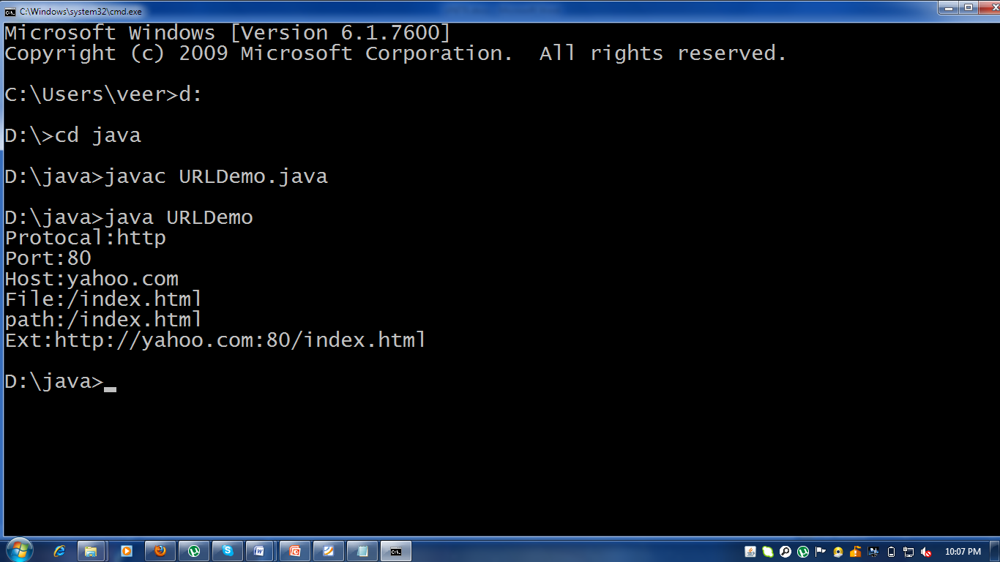 C:\Windows\system32\cmd.exe
Microsoft Windows [Version 6.1.7600]
Copyright (c) 2009 Microsoft Corporation.  All rights reserved.
C:\Users\veer>d:
D:\>cd java
D:\java>javac URLDemo.java
D:\java>java URLDemo
Protocal:http
Port:80
Host:yahoo.com
File:/index.html
path:/index.html
Ext:http://yahoo.com:80/index.html
D:\java>
10:07 PM